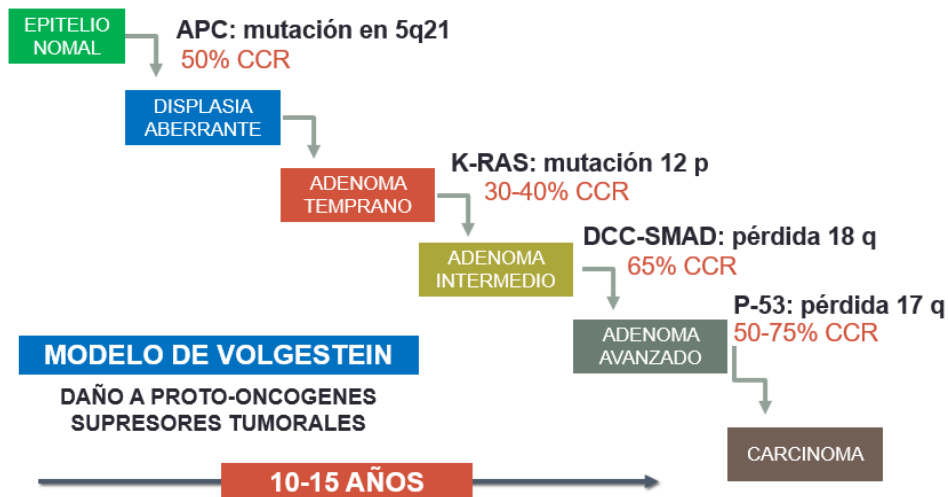 EPITELIO
NOMAL
APC: mutación en 5q21
50% CCR
DISPLASIA
ABERRANTE
ADENOMA
TEMPRANO
K-RAS: mutación 12 p
30-40% CCR
ADENOMA
INTERMEDIO
DCC-SMAD: pérdida 18 q
65% CCR
ADENOMA
AVANZADO
P-53: pérdida 17 q
50-75% CCR
CARCINOMA
MODELO DE VOLGESTEIN
DAÑO A PROTO-ONCOGENES
SUPRESORES TUMORALES
10-15 AÑOS